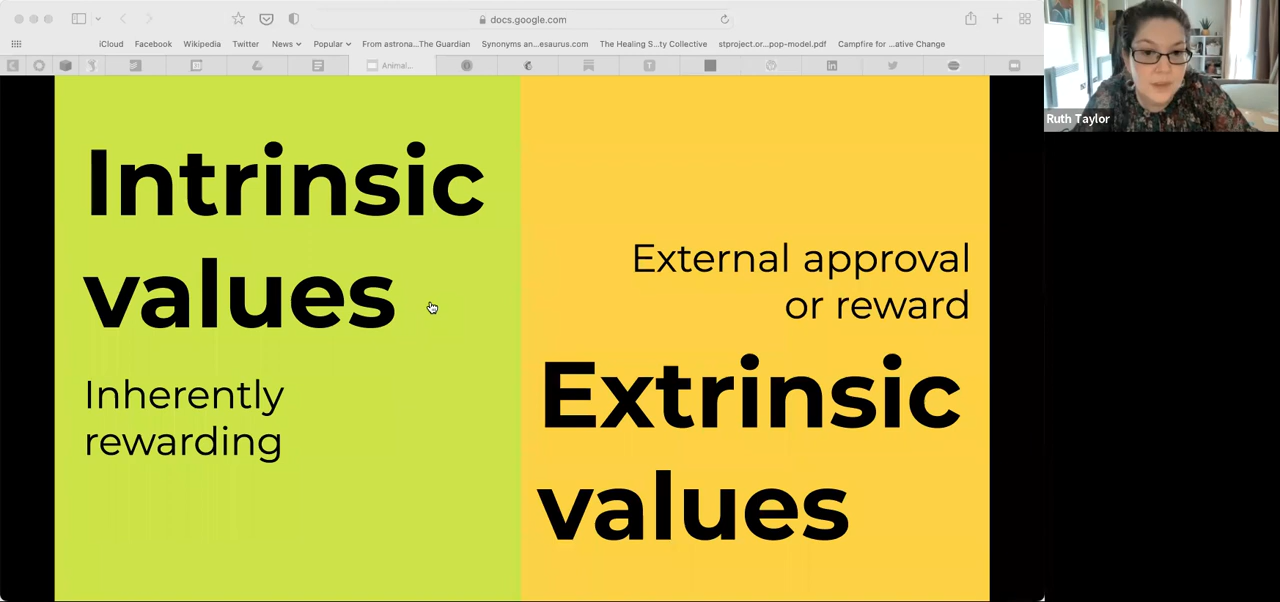 docs.google.com
iCloud
Facebook
Wikipedia
Twitter
News
Popular
From astrona...The Guardian
Synonyms an...esaurus.com
The Healing S...ty Collective
stproject.or...pop-model.pdf
Campfire for ...ative Change
Animal...
Ruth Taylor
Intrinsic
values
Inherently
rewarding
External approval
or reward
Extrinsic
values